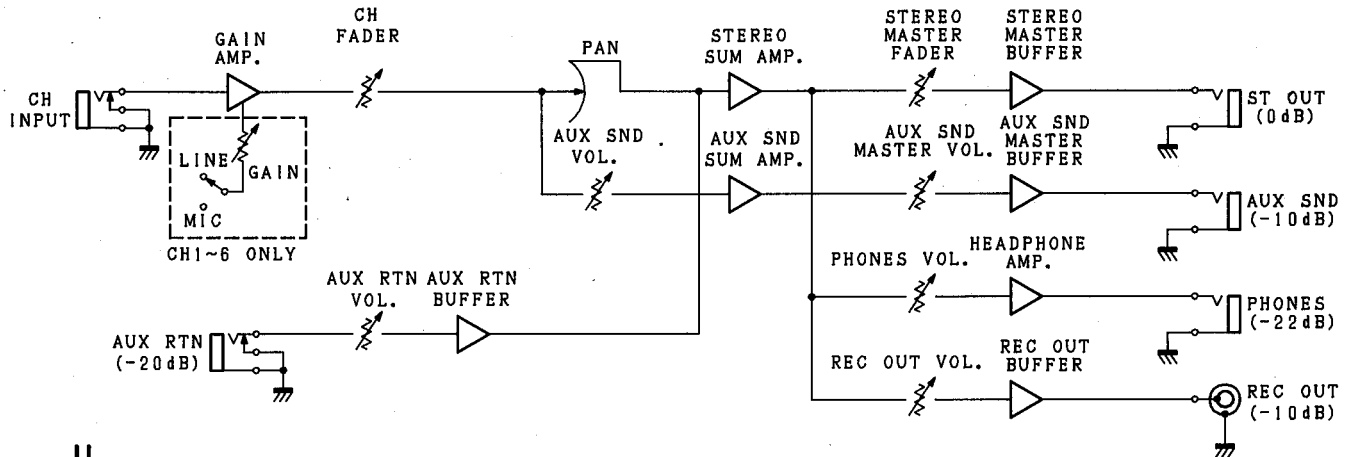 CH
INPUT
GAIN
AMP.
CH
FADER
PAN
STEREO
SUM AMP.
STEREO
MASTER
FADER
STEREO
MASTER
BUFFER
ST OUT
(0dB)
LINE
GAIN
MIC
CH1~6 ONLY
AUX SND
VOL.
AUX SND
SUM AMP.
AUX SND
MASTER VOL.
AUX SND
MASTER
BUFFER
AUX SND
(-10dB)
AUX RTN
(-20dB)
AUX RTN
VOL.
AUX RTN
BUFFER
PHONES VOL.
HEADPHONE
AMP.
PHONES
(-22dB)
REC OUT VOL.
REC OUT
BUFFER
REC OUT
(-10dB)